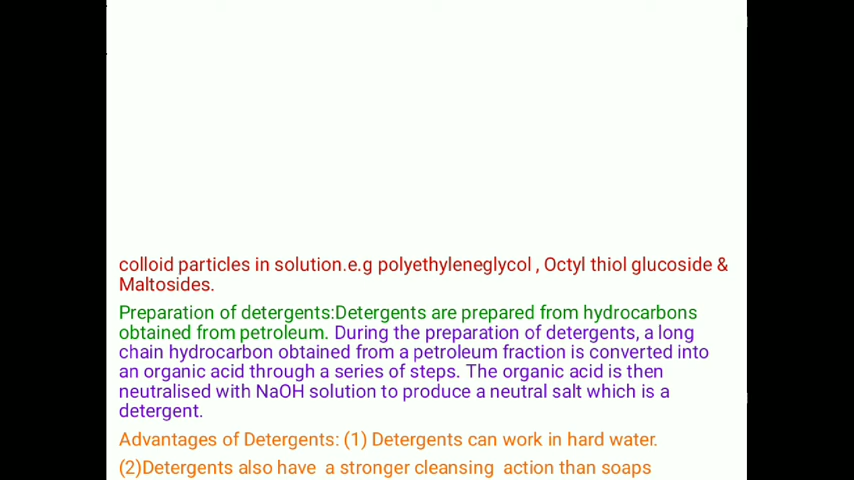 colloid particles in solution.e.g polyethyleneglycol , Octyl thiol glucoside &
Maltosides.
Preparation of detergents:Detergents are prepared from hydrocarbons
obtained from petroleum. During the preparation of detergents, a long
chain hydrocarbon obtained from a petroleum fraction is converted into
an organic acid through a series of steps. The organic acid is then
neutralised with NaOH solution to produce a neutral salt which is a
detergent.
Advantages of Detergents: (1) Detergents can work in hard water.
(2)Detergents also have a stronger cleansing action than soaps